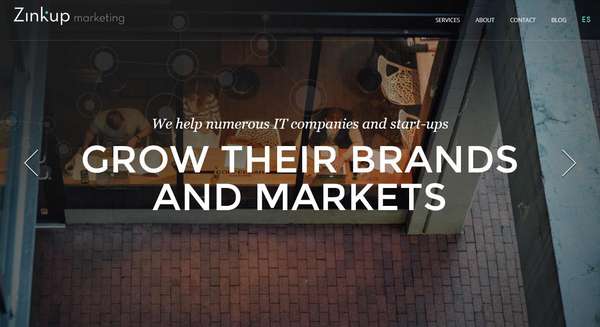 Zinkup marketing
SERVICES ABOUT CONTACT BLOG ES
We help numerous IT companies and start-ups
GROW THEIR BRANDS
AND MARKETS